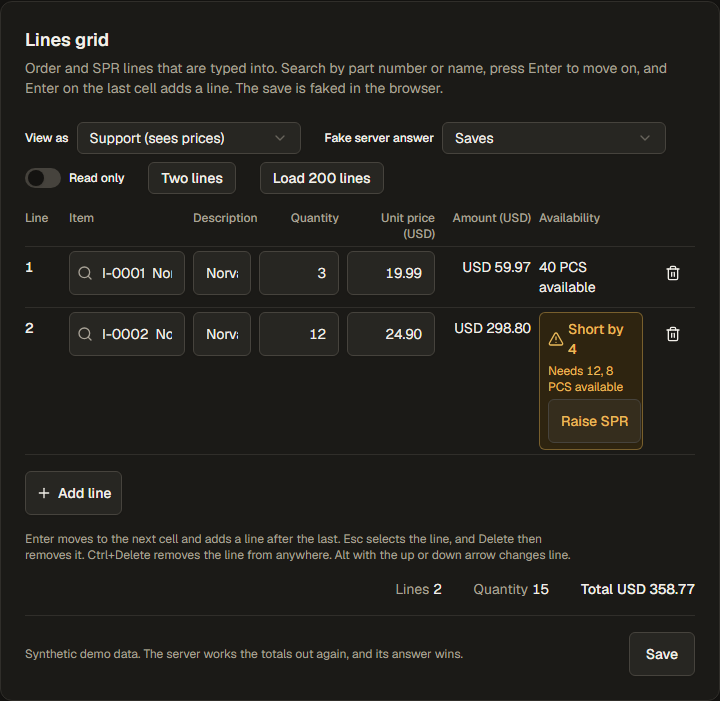 Lines grid
Order and SPR lines that are typed into. Search by part number or name, press Enter to move on, and
Enter on the last cell adds a line. The save is faked in the browser.
View as
Support (sees prices)
Fake server answer
Saves
Read only
Two lines
Load 200 lines
Line Item Description Quantity Unit price (USD) Amount (USD) Availability
1 I-0001 3 19.99 USD 59.97 40 PCS
available
2 I-0002 12 24.90 USD 298.80 Short by
4
Needs 12, 8
PCS available
Raise SPR
+ Add line
Enter moves to the next cell and adds a line after the last. Esc selects the line, and Delete then
removes it. Ctrl+Delete removes the line from anywhere. Alt with the up or down arrow changes line.
Lines 2 Quantity 15 Total USD 358.77
Synthetic demo data. The server works the totals out again, and its answer wins.
Save